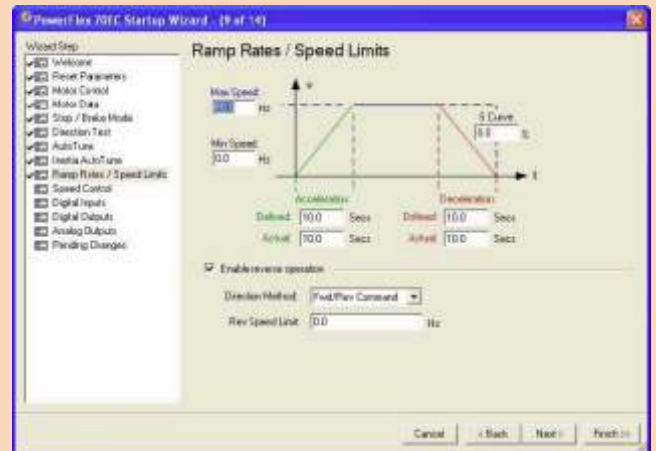 PowerFlex 70EC Startup Wizard - (9 of 14)
Wizard Step
Welcome
Reset Parameters
Motor Control
Motor Data
Stop / Brake Mode
Direction Test
AutoTune
Inertia AutoTune
Ramp Rates / Speed Limits
Speed Control
Digital Inputs
Digital Outputs
Analog Outputs
Pending Changes
Ramp Rates / Speed Limits
Max Speed:
Hz
Min Speed:
0.0 Hz
v
S Curve
0.0 %
t
Acceleration
Deceleration
Defined: 10.0 Secs
Defined: 10.0 Secs
Actual: 10.0 Secs
Actual: 10.0 Secs
Enable reverse operation
Direction Method: Fwd/Rev Command
Rev Speed Limit: 0.0 Hz
Cancel
< Back
Next >
Finish >>